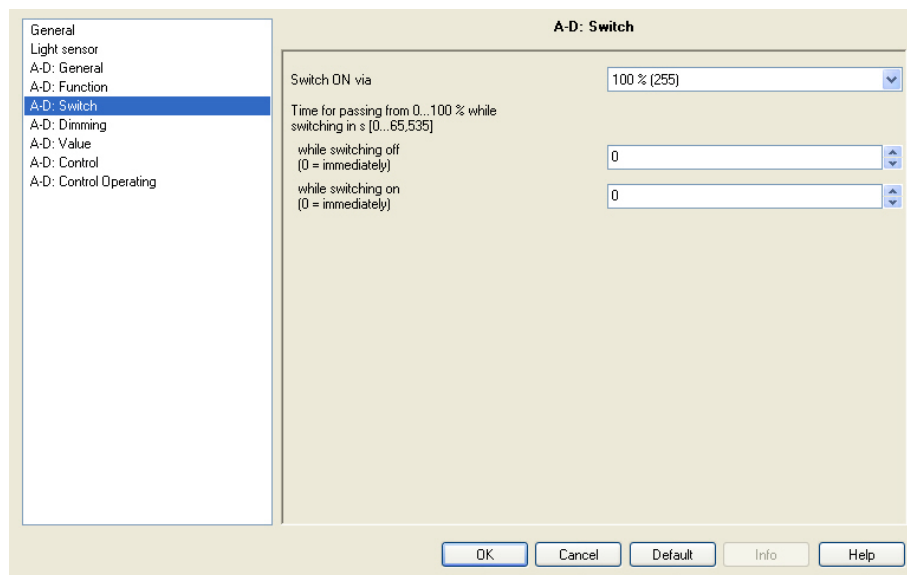 A-D: Switch
General
Light sensor
A-D: General
A-D: Function
A-D: Switch
A-D: Dimming
A-D: Value
A-D: Control
A-D: Control Operating
Switch ON via
100 % (255)
Time for passing from 0...100 % while
switching in s [0...65,535]
while switching off
(0 = immediately)
0
while switching on
(0 = immediately)
0
OK
Cancel
Default
Info
Help